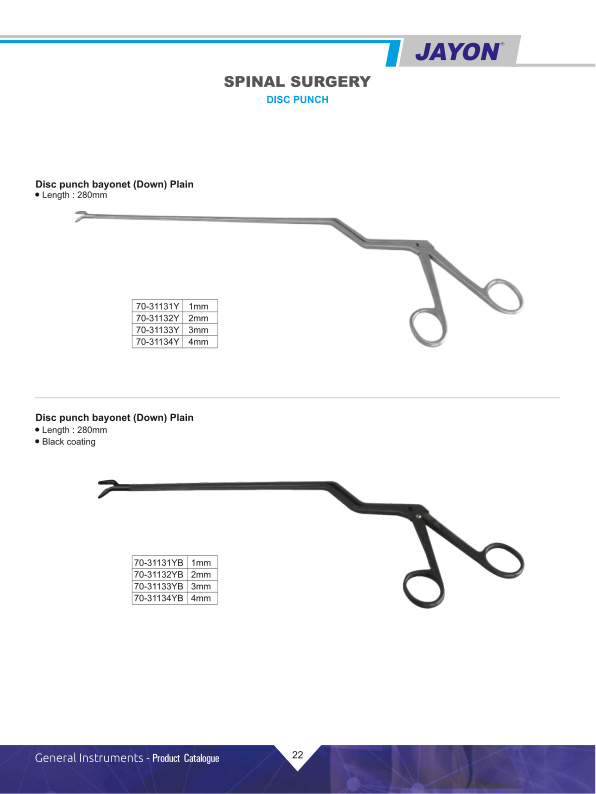 JAYON®
SPINAL SURGERY
DISC PUNCH
Disc punch bayonet (Down) Plain
• Length : 280mm
70-31131Y 1mm
70-31132Y 2mm
70-31133Y 3mm
70-31134Y 4mm
Disc punch bayonet (Down) Plain
• Length : 280mm
• Black coating
70-31131YB 1mm
70-31132YB 2mm
70-31133YB 3mm
70-31134YB 4mm
General Instruments - Product Catalogue
22